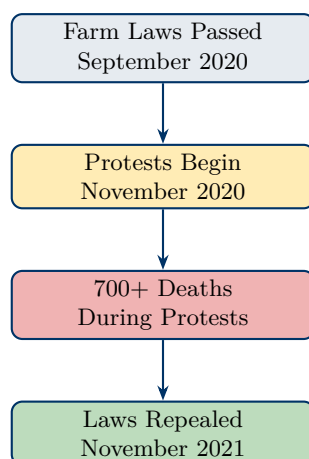 Farm Laws Passed
September 2020
Protests Begin
November 2020
700+ Deaths
During Protests
Laws Repealed
November 2021